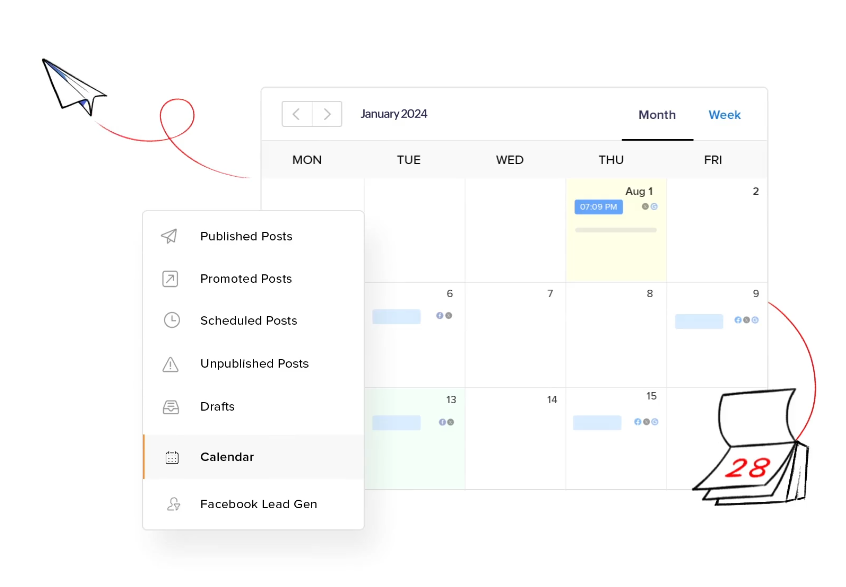 January 2024
Month
Week
MON TUE WED THU FRI
Aug 1 2
07:09 PM
6 7 8 9
13 14 15
Published Posts
Promoted Posts
Scheduled Posts
Unpublished Posts
Drafts
Calendar
Facebook Lead Gen
28